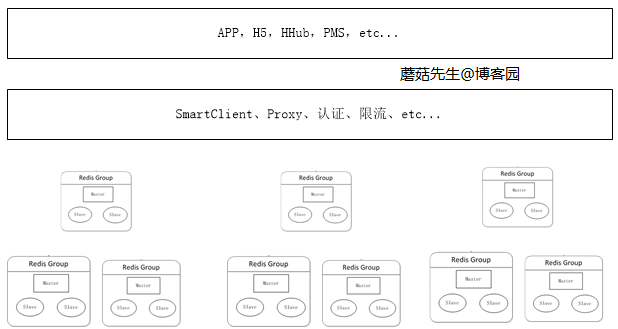 APP, H5, HHub, PMS, etc...
蘑菇先生@博客园
SmartClient、Proxy、认证、限流、etc...
Redis Group
Master
Slave Slave
Redis Group
Master
Slave Slave
Redis Group
Master
Slave Slave
Redis Group
Master
Slave Slave
Redis Group
Master
Slave Slave
Redis Group
Master
Slave Slave
Redis Group
Master
Slave Slave
Redis Group
Master
Slave Slave
Redis Group
Master
Slave Slave